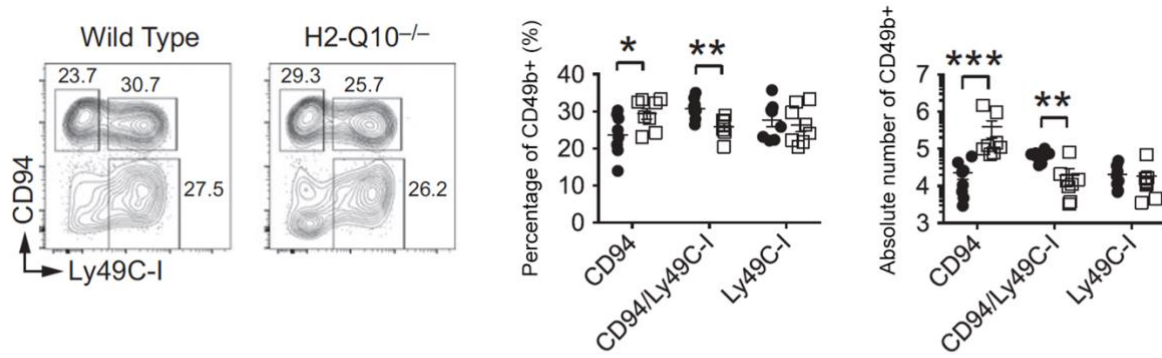 Wild Type
H2-Q10–/–
23.7
30.7
27.5
29.3
25.7
26.2
CD94
Ly49C-I
Percentage of CD49b+ (%)
40
30
20
10
0
*
**
CD94
CD94/Ly49C-I
Ly49C-I
Absolute number of CD49b+
7
6
5
4
3
***
**
CD94
CD94/Ly49C-I
Ly49C-I